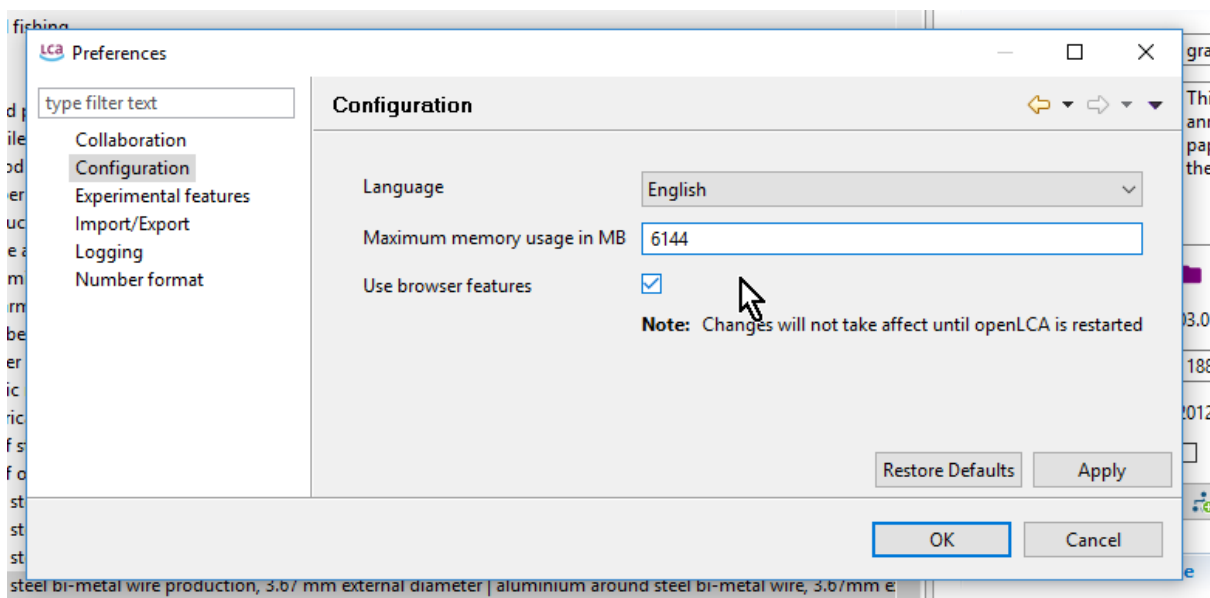 fishing
LCa Preferences
type filter text
Configuration
Collaboration
Configuration
Experimental features
Import/Export
Logging
Number format
Language
English
Maximum memory usage in MB
6144
Use browser features
Note: Changes will not take affect until openLCA is restarted
Restore Defaults
Apply
OK
Cancel
steel bi-metal wire production, 3.67 mm external diameter | aluminium around steel bi-metal wire, 3.67mm e